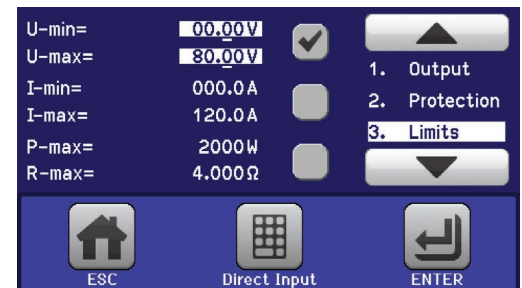 U-min= 00.00V
U-max= 80.00V
I-min= 000.0A
I-max= 120.0A
P-max= 2000W
R-max= 4.000Ω
1. Output
2. Protection
3. Limits
ESC
Direct Input
ENTER